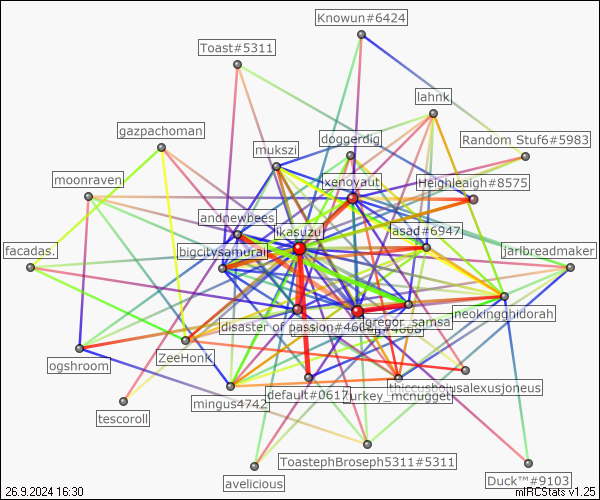 Knowun#6424
Toast#5311
lahnk
gazpachoman
doggerdig
Random Stuf6#5983
mukszi
moonraven
xenoyaut
Heighleaigh#8575
andnewbees
ikasuzu
lasad#6947
facadas.
bigcitysamurai
jarlbreadmaker
disaster of passion#4604
gregor_samsa
neokingghidorah
ogshroom
ZeeHonk
default#0617
turkey_mcnugget
alexusjoneus
mingus4742
tescoroll
ToastephBroseph5311#5311
avelicious
Duck™#9103
26.9.2024 16:30
mIRCStats v1.25